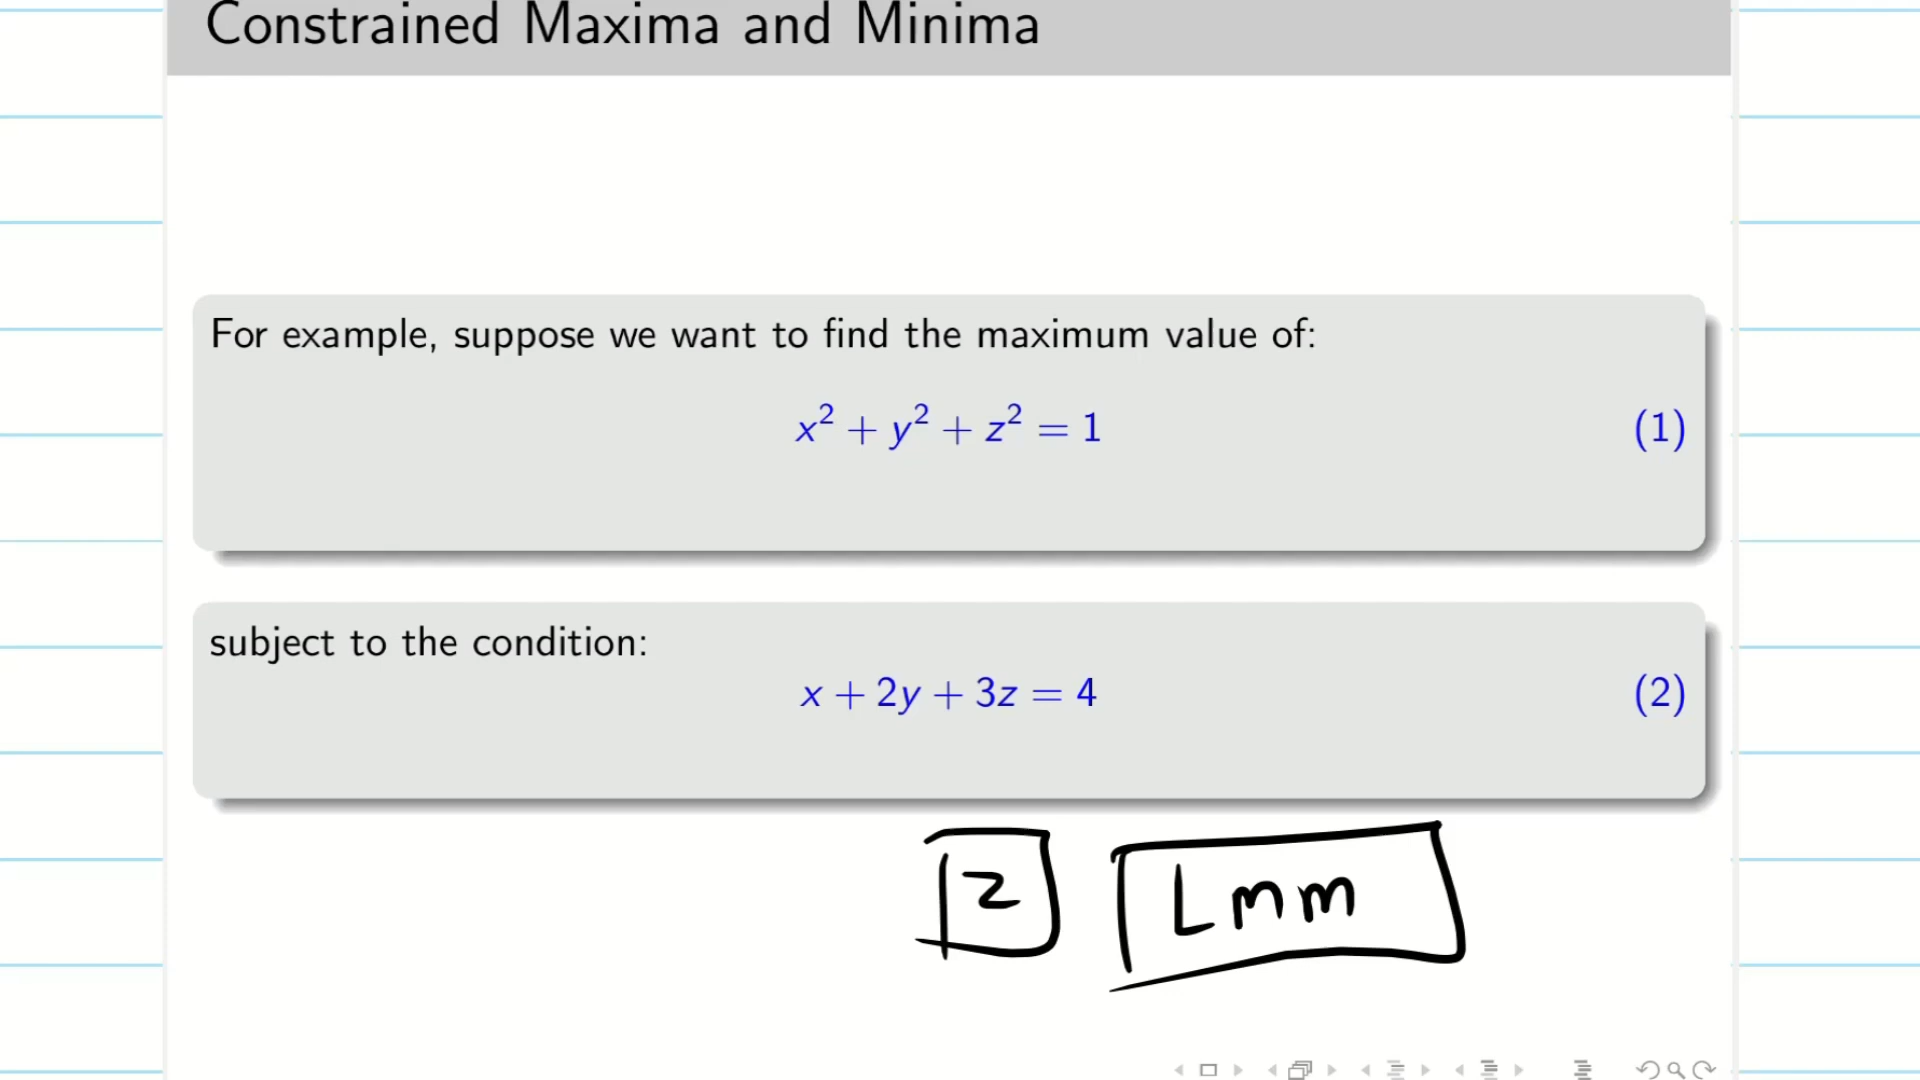 Constrained Maxima and Minima
For example, suppose we want to find the maximum value of:
x² + y² + z² = 1 (1)
subject to the condition:
x + 2y + 3z = 4 (2)
z Lmm